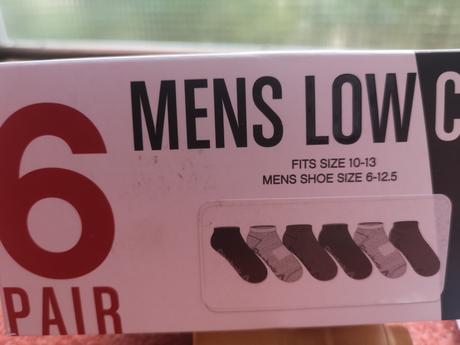 6
PAIR
MENS LOW C
FITS SIZE 10-13
MENS SHOE SIZE 6-12.5